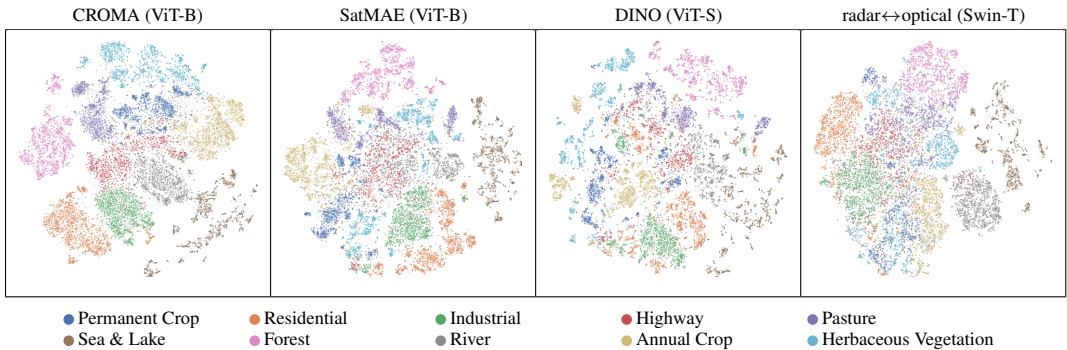 CROMA (ViT-B) SatMAE (ViT-B) DINO (ViT-S) radar↔optical (Swin-T)
Permanent Crop Residential Industrial Highway Pasture
Sea & Lake Forest River Annual Crop Herbaceous Vegetation